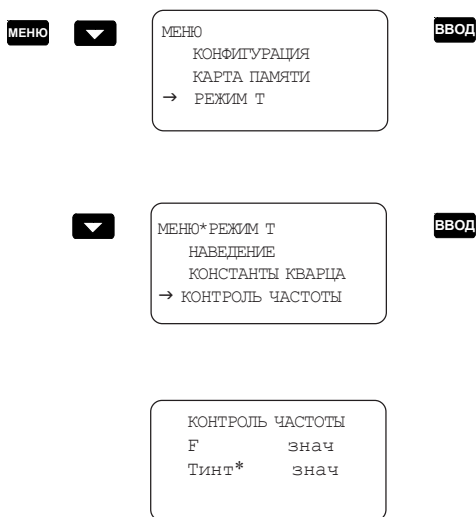 МЕНЮ
МЕНЮ
КОНФИГУРАЦИЯ
КАРТА ПАМЯТИ
→ РЕЖИМ Т
ВВОД
МЕНЮ*РЕЖИМ Т
НАВЕДЕНИЕ
КОНСТАНТЫ КВАРЦА
→ КОНТРОЛЬ ЧАСТОТЫ
ВВОД
КОНТРОЛЬ ЧАСТОТЫ
F знач
Тинт* знач